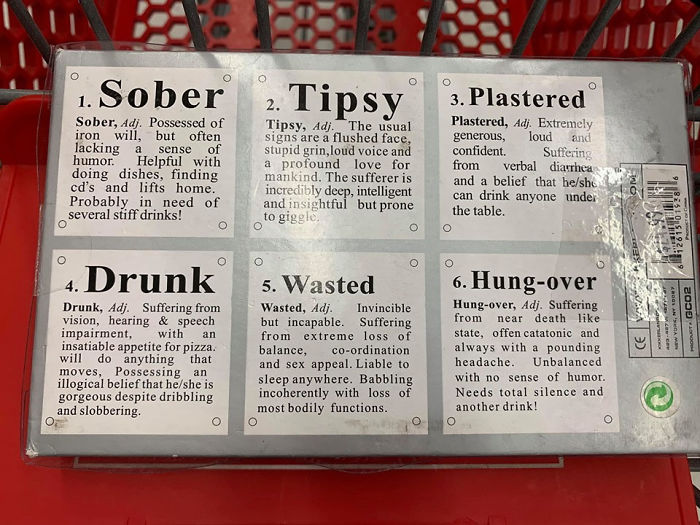 1. Sober
Sober, Adj. Possessed of
iron will, but often
lacking a sense of
humor. Helpful with
doing dishes, finding
cd's and lifts home.
Probably in need of
several stiff drinks!
2. Tipsy
Tipsy, Adj. The usual
signs are a flushed face,
stupid grin,loud voice and
a profound love for
mankind. The sufferer is
incredibly deep, intelligent
and insightful but prone
to giggle.
3. Plastered
Plastered, Adj. Extremely
generous, loud and
confident. Suffering
from verbal diarrhea
and a belief that he/she
can drink anyone under
the table.
4. Drunk
Drunk, Adj. Suffering from
vision, hearing & speech
impairment, with an
insatiable appetite for pizza.
will do anything that
moves, Possessing an
illogical belief that he/she is
gorgeous despite dribbling
and slobbering.
5. Wasted
Wasted, Adj. Invincible
but incapable. Suffering
from extreme loss of
balance, co-ordination
and sex appeal. Liable to
sleep anywhere. Babbling
incoherently with loss of
most bodily functions.
6. Hung-over
Hung-over, Adj. Suffering
from near death like
state, offen catatonic and
always with a pounding
headache. Unbalanced
with no sense of humor.
Needs total silence and
another drink!
CE
NEW YORK, NY 10087
GC02